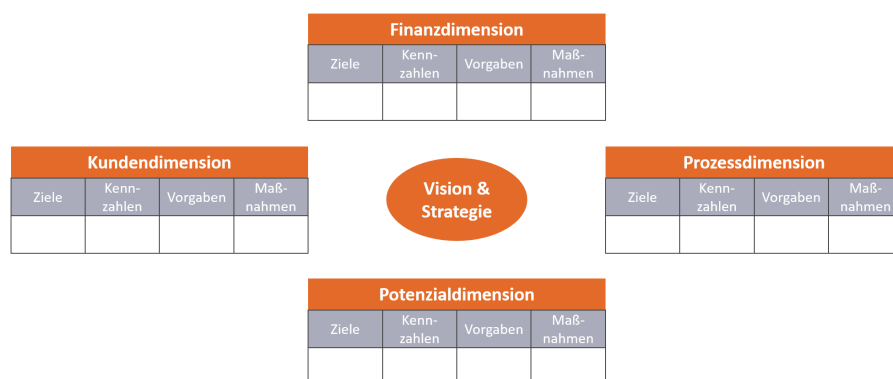 Finanzdimension
Ziele
Kenn-
zahlen
Vorgaben
Maß-
nahmen
Kundendimension
Ziele
Kenn-
zahlen
Vorgaben
Maß-
nahmen
Vision &
Strategie
Prozessdimension
Ziele
Kenn-
zahlen
Vorgaben
Maß-
nahmen
Potenzialdimension
Ziele
Kenn-
zahlen
Vorgaben
Maß-
nahmen